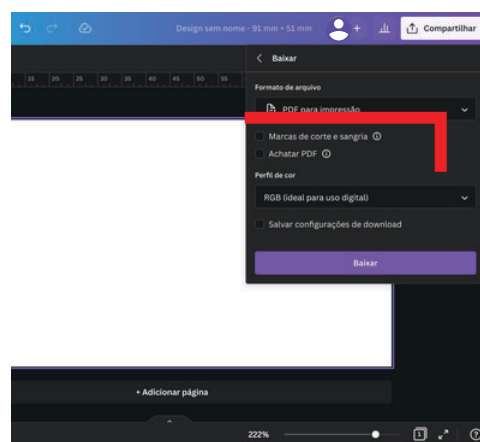 Design sem nome - 91 mm × 51 mm
+
Compartilhar
Baixar
15 20 25 30 35 40 45 50 55
Formato de arquivo
PDF para impressão
Marcas de corte e sangria
Achatar PDF
Perfil de cor
RGB (ideal para uso digital)
Salvar configurações de download
Baixar
+ Adicionar página
222%
1
?